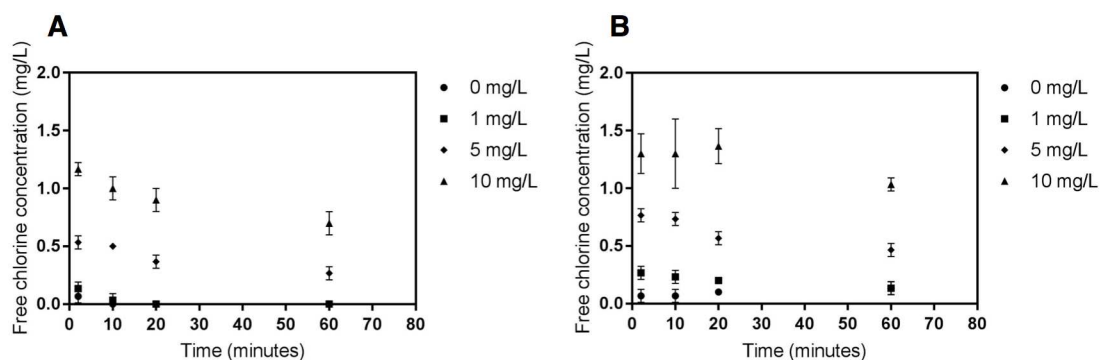 A
Free chlorine concentration (mg/L)
2.0
1.5
1.0
0.5
0.0
0 10 20 30 40 50 60 70 80
Time (minutes)
0 mg/L
1 mg/L
5 mg/L
10 mg/L
B
Free chlorine concentration (mg/L)
2.0
1.5
1.0
0.5
0.0
0 10 20 30 40 50 60 70 80
Time (minutes)
0 mg/L
1 mg/L
5 mg/L
10 mg/L